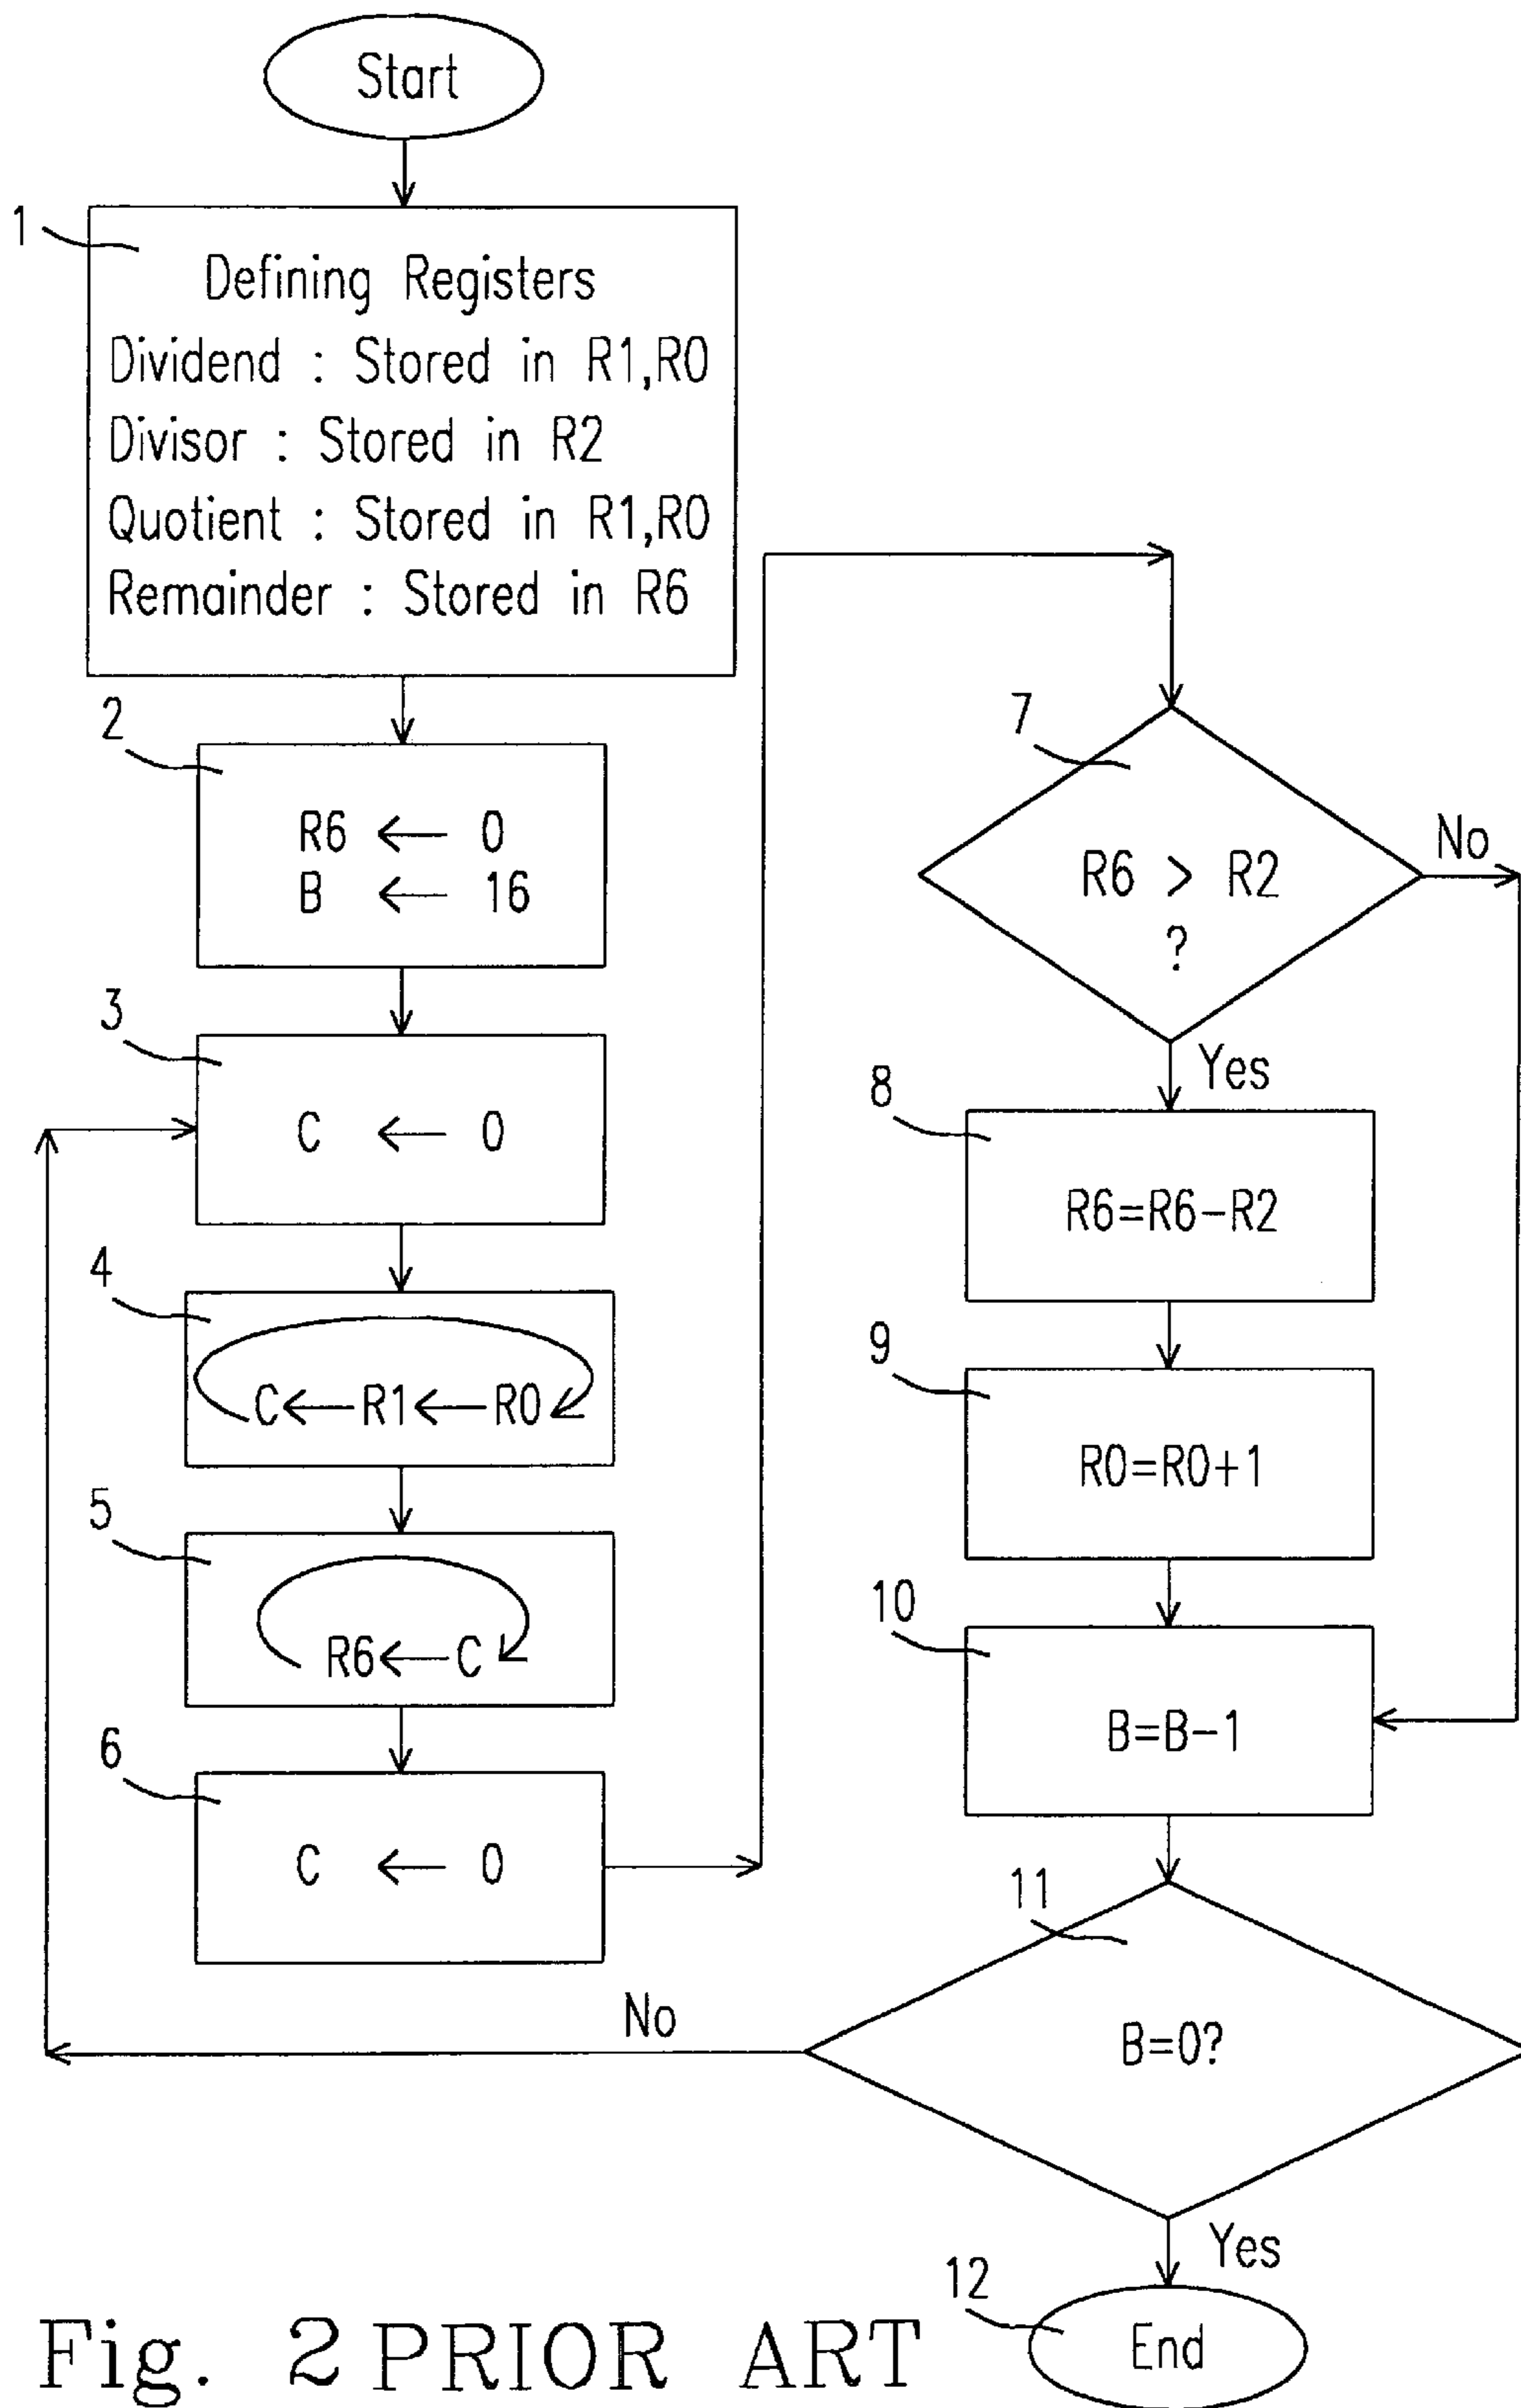 Start
1
Defining Registers
Dividend : Stored in R1,R0
Divisor : Stored in R2
Quotient : Stored in R1,R0
Remainder : Stored in R6
2
R6 ← 0
B ← 16
3
C ← 0
4
C←R1←R0
5
R6←C
6
C ← 0
7
R6 > R2
?
No
Yes
8
R6=R6-R2
9
R0=R0+1
10
B=B-1
11
B=0?
No
Yes
12
End
Fig. 2 PRIOR ART